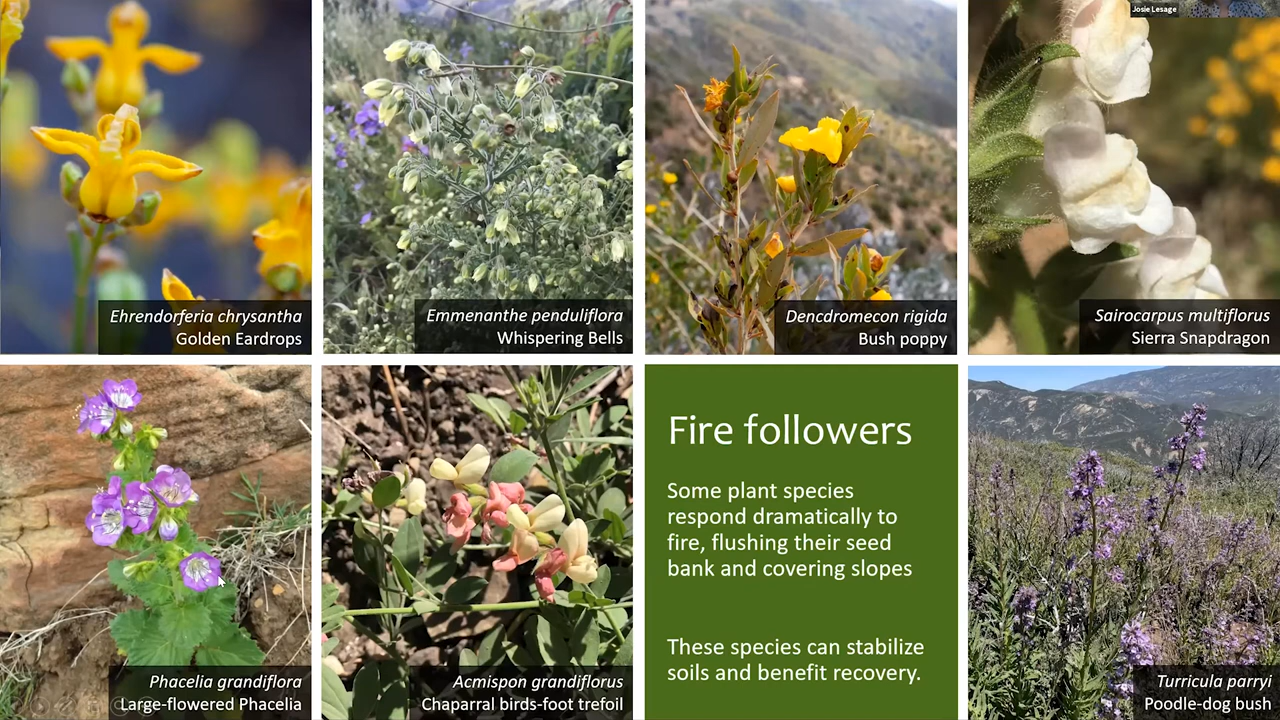 Josie Lesage
Ehrendorferia chrysantha
Golden Eardrops
Emmenanthe penduliflora
Whispering Bells
Dencdromecon rigida
Bush poppy
Sairocarpus multiflorus
Sierra Snapdragon
Phacelia grandiflora
Large-flowered Phacelia
Acmispon grandiflorus
Chaparral birds-foot trefoil
Fire followers
Some plant species
respond dramatically to
fire, flushing their seed
bank and covering slopes
These species can stabilize
soils and benefit recovery.
Turricula parryi
Poodle-dog bush